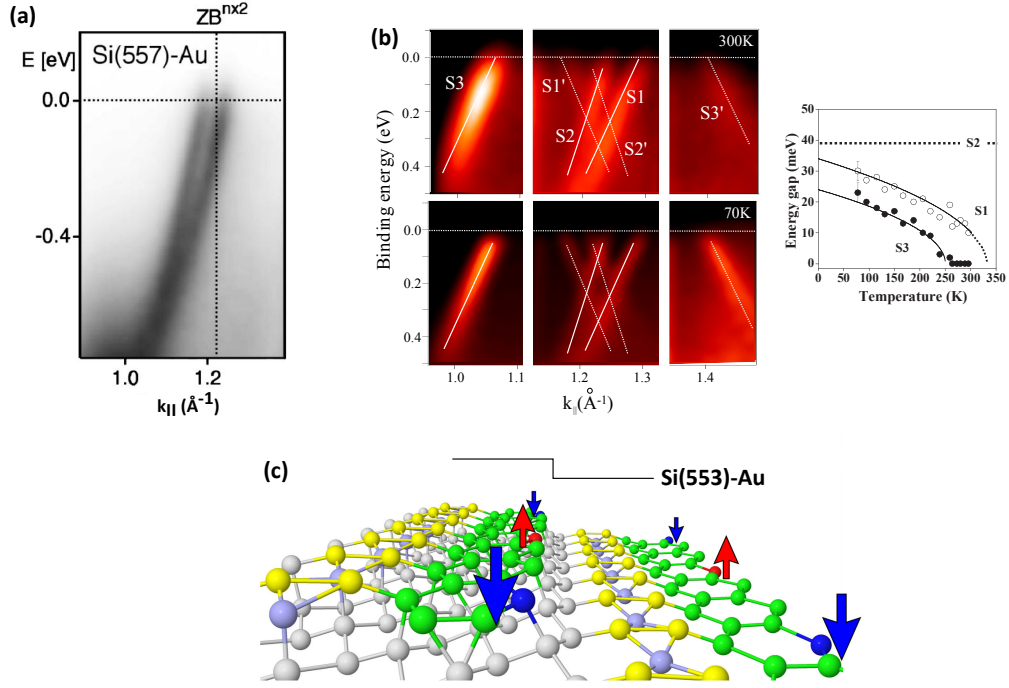 (a)
ZB^nx2
E [eV]
Si(557)-Au
0.0
-0.4
1.0 1.2
k_II (Å^-1)
(b)
300K
Binding energy (eV)
0.0
0.2
0.4
S3
S1'
S1
S2
S2'
S3'
70K
0.0
0.2
0.4
1.0 1.1 1.2 1.3 1.4
k_||(Å^-1)
Energy gap (meV)
60
50
40
30
20
10
0
S2
S1
S3
0 50 100 150 200 250 300 350
Temperature (K)
(c)
Si(553)-Au